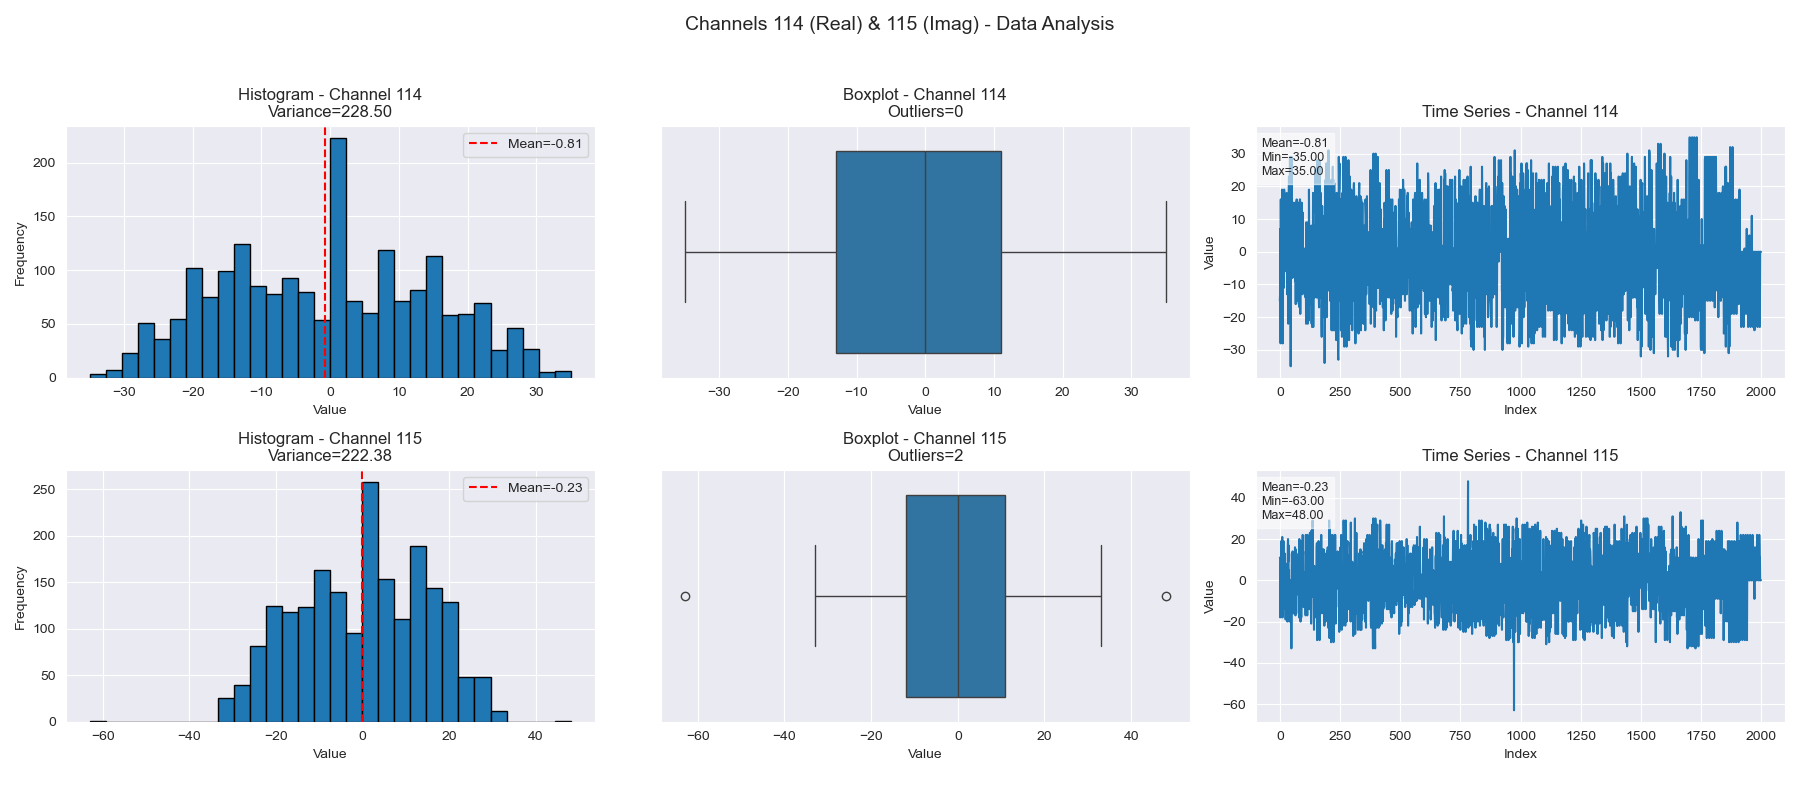 Channels 114 (Real) & 115 (Imag) - Data Analysis
Histogram - Channel 114
Variance=228.50
Mean=-0.81
Frequency
200
150
100
50
0
−30 −20 −10 0 10 20 30
Value
Boxplot - Channel 114
Outliers=0
−30 −20 −10 0 10 20 30
Value
Time Series - Channel 114
Mean=-0.81
Min=-35.00
Max=35.00
Value
30
20
10
0
−10
−20
−30
0 250 500 750 1000 1250 1500 1750 2000
Index
Histogram - Channel 115
Variance=222.38
Mean=-0.23
Frequency
250
200
150
100
50
0
−60 −40 −20 0 20 40
Value
Boxplot - Channel 115
Outliers=2
−60 −40 −20 0 20 40
Value
Time Series - Channel 115
Mean=-0.23
Min=-63.00
Max=48.00
Value
40
20
0
−20
−40
−60
0 250 500 750 1000 1250 1500 1750 2000
Index